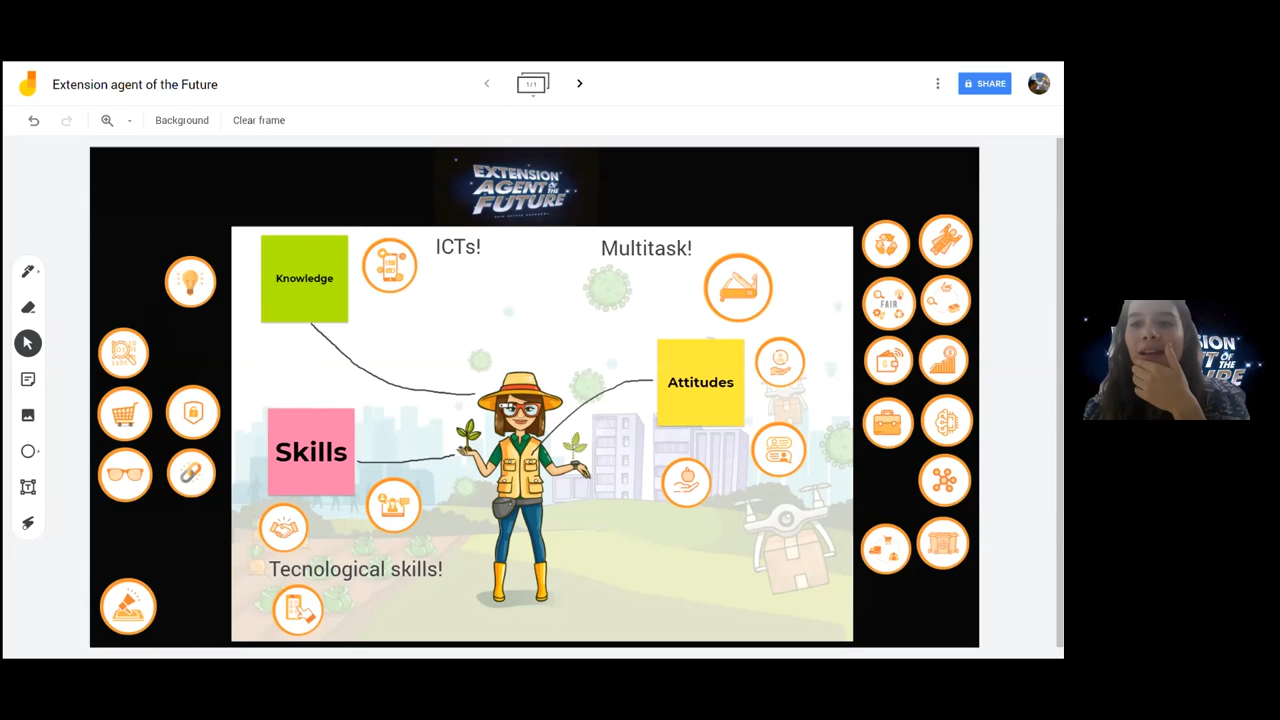 Extension agent of the Future
1/1
SHARE
Background
Clear frame
EXTENSION
AGENT OF THE
FUTURE
Knowledge
ICTs!
Multitask!
FAIR
Attitudes
Skills
Tecnological skills!